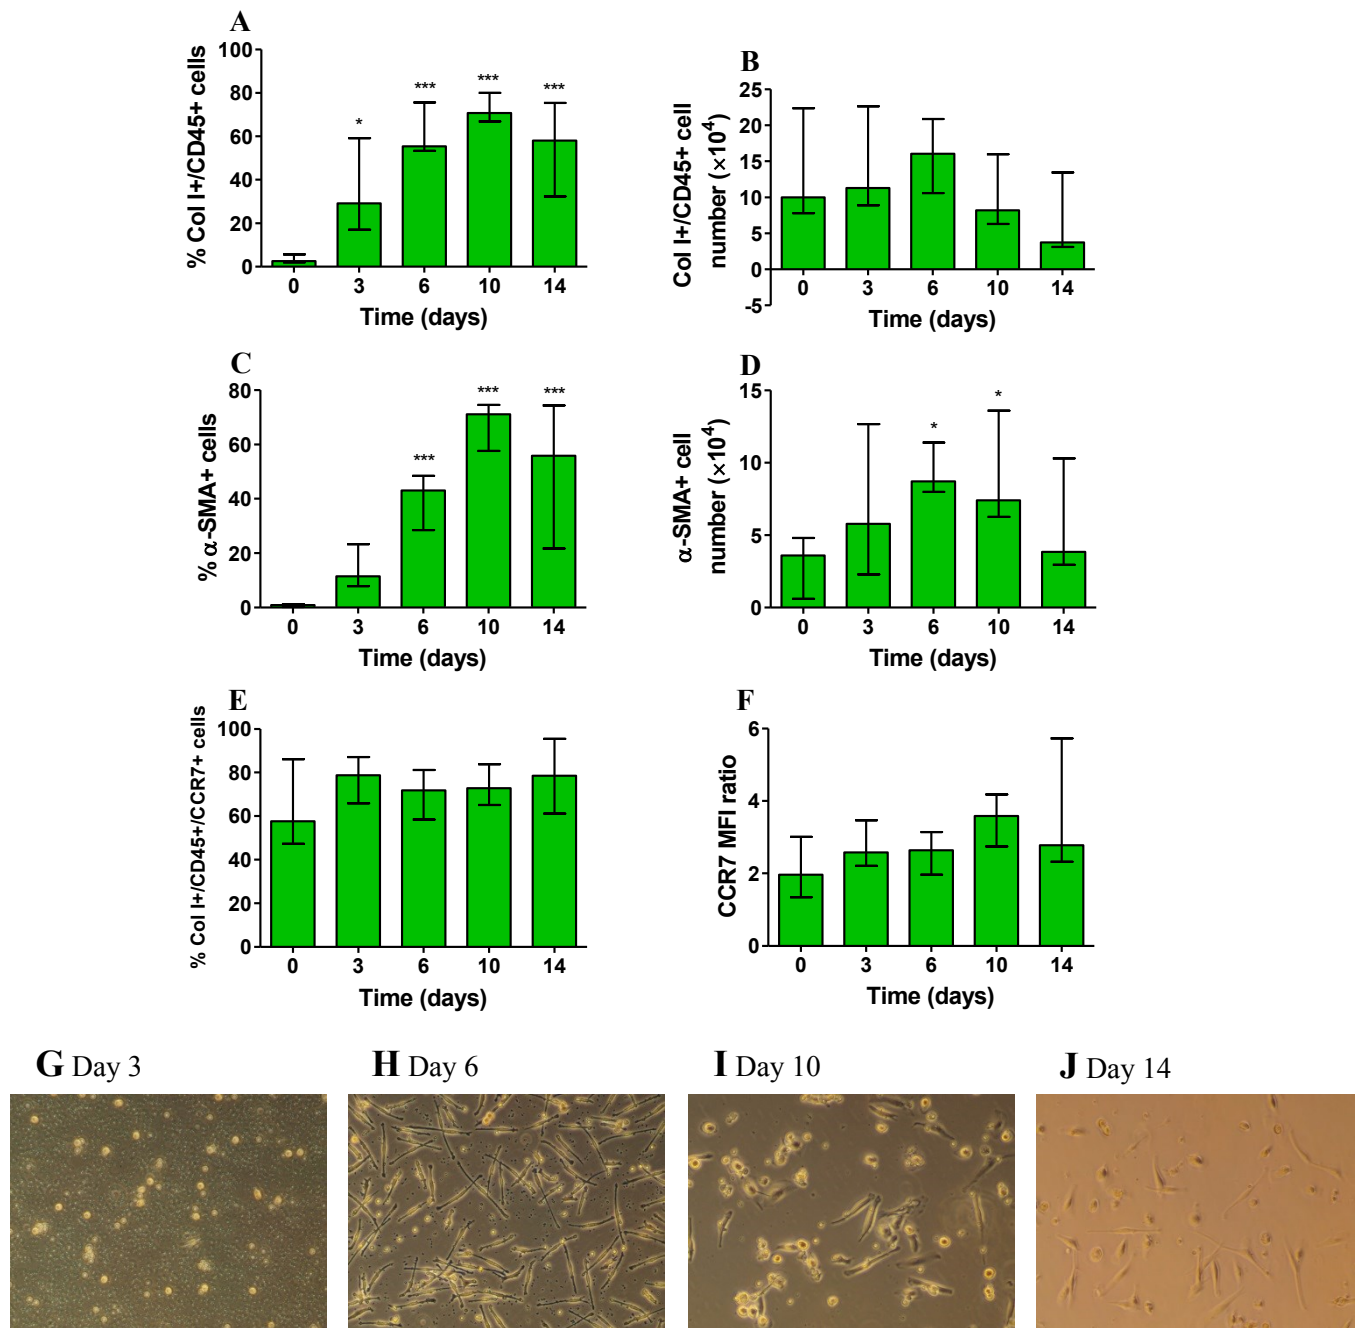 A
% Col I+/CD45+ cells
100
80
60
40
20
0
*
***
***
***
0 3 6 10 14
Time (days)
B
Col I+/CD45+ cell
number (×10⁴)
25
20
15
10
5
0
-5
0 3 6 10 14
Time (days)
C
% α-SMA+ cells
80
60
40
20
0
***
***
***
0 3 6 10 14
Time (days)
D
α-SMA+ cell
number (×10⁴)
15
10
5
0
*
*
0 3 6 10 14
Time (days)
E
% Col I+/CD45+/CCR7+ cells
100
80
60
40
20
0
0 3 6 10 14
Time (days)
F
CCR7 MFI ratio
6
4
2
0
0 3 6 10 14
Time (days)
G Day 3
H Day 6
I Day 10
J Day 14